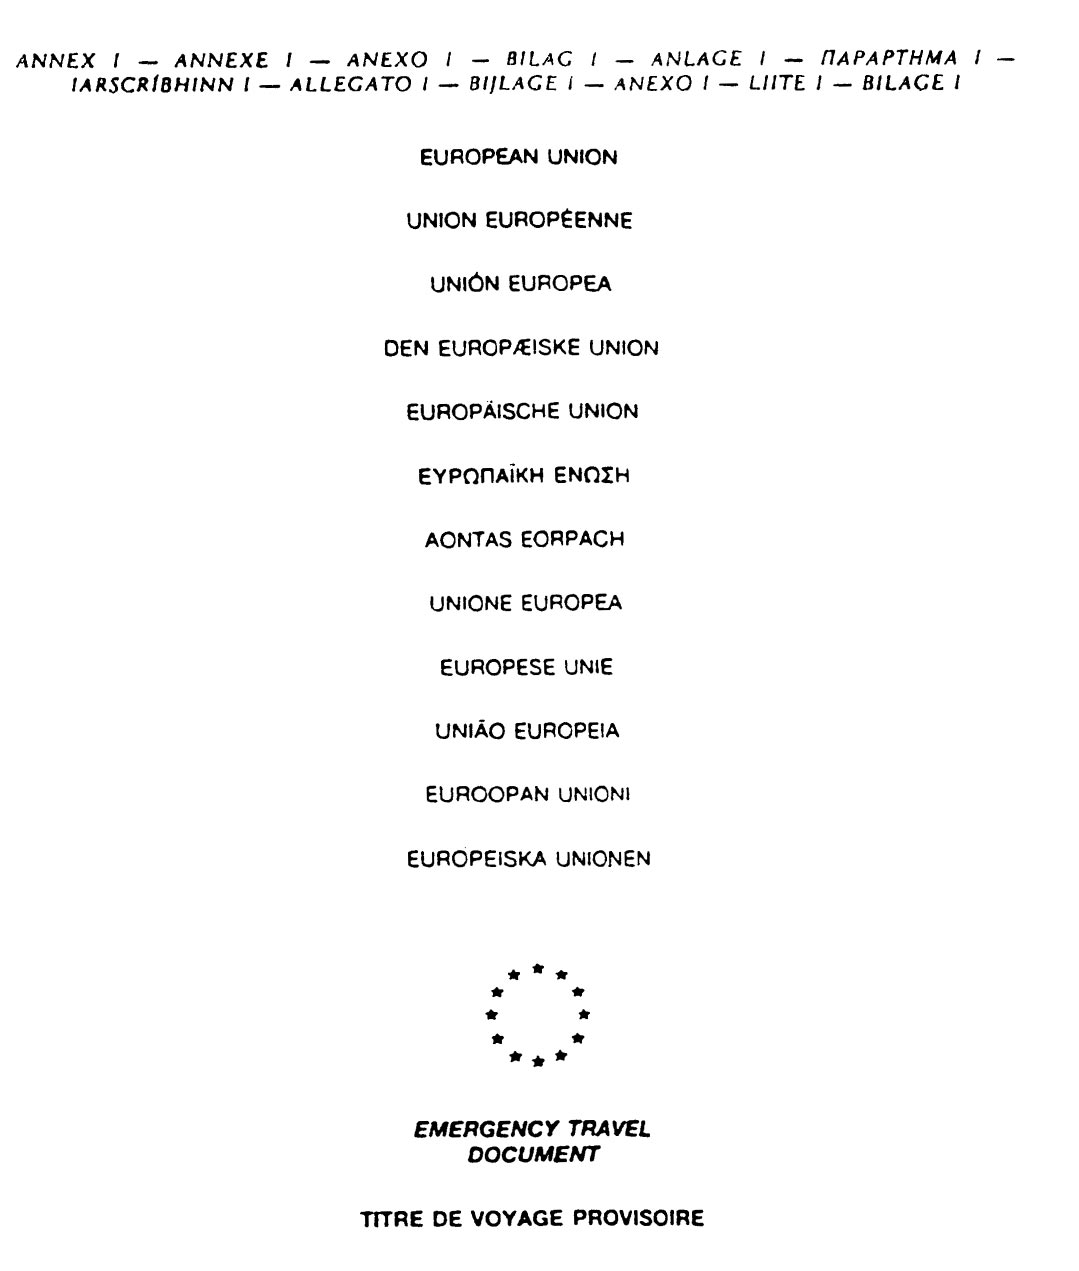 ANNEX I — ANNEXE I — ANEXO I — BILAG I — ANLAGE I — ΠΑΡΑΡΤΗΜΑ I —
IARSCRÍBHINN I — ALLEGATO I — BIJLAGE I — ANEXO I — LIITE I — BILAGE I
EUROPEAN UNION
UNION EUROPÉENNE
UNIÓN EUROPEA
DEN EUROPÆISKE UNION
EUROPÄISCHE UNION
ΕΥΡΩΠΑΪΚΗ ΕΝΩΣΗ
AONTAS EORPACH
UNIONE EUROPEA
EUROPESE UNIE
UNIÃO EUROPEIA
EUROOPAN UNIONI
EUROPEISKA UNIONEN
EMERGENCY TRAVEL
DOCUMENT
TITRE DE VOYAGE PROVISOIRE